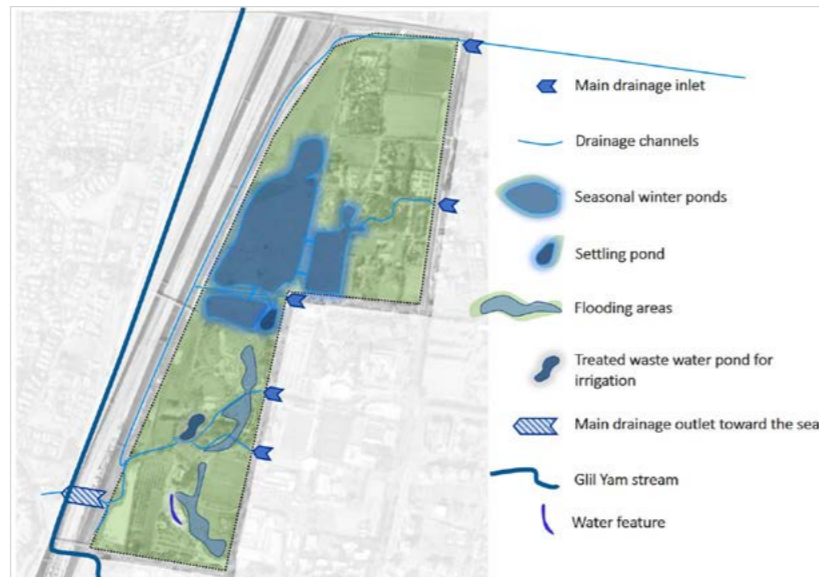 Main drainage inlet
Drainage channels
Seasonal winter ponds
Settling pond
Flooding areas
Treated waste water pond for
irrigation
Main drainage outlet toward the sea
Glil Yam stream
Water feature